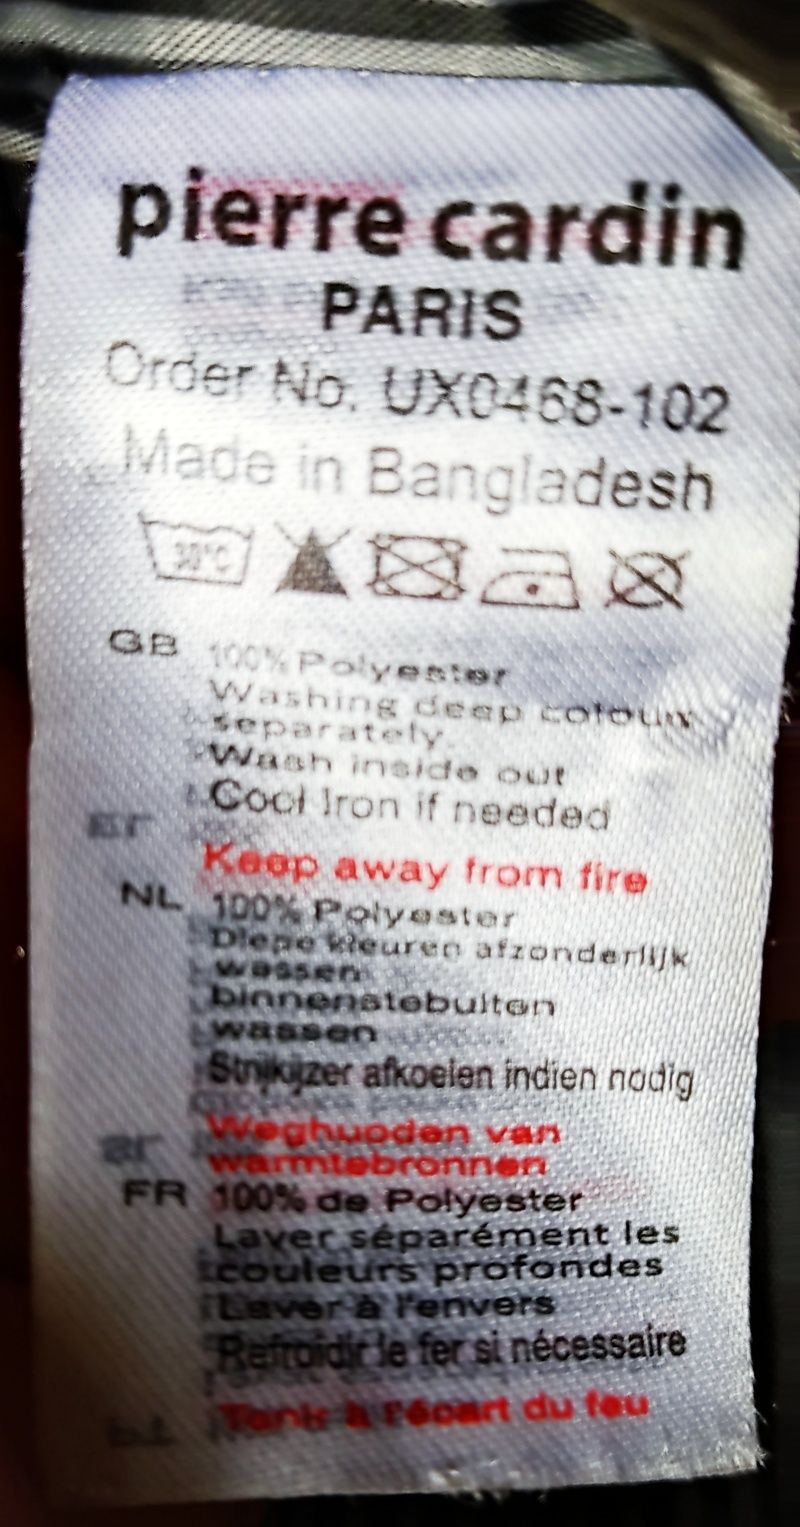 pierre cardin
PARIS
Order No. UX0468-102
Made in Bangladesh
30°C
GB 100% Polyester
Washing deep colour
separately.
Wash inside out
Cool Iron if needed
Keep away from fire
NL 100% Polyester
Diepe kleuren afzonderlijk
wassen
binnenstebuiten
wassen
Strijkijzer afkoelen indien nodig
Weghuoden van
warmtebronnen
FR 100% de Polyester
Laver séparément les
couleurs profondes
Laver à l'envers
Refroidir le fer si nécessaire
Tenir à l'écart du feu